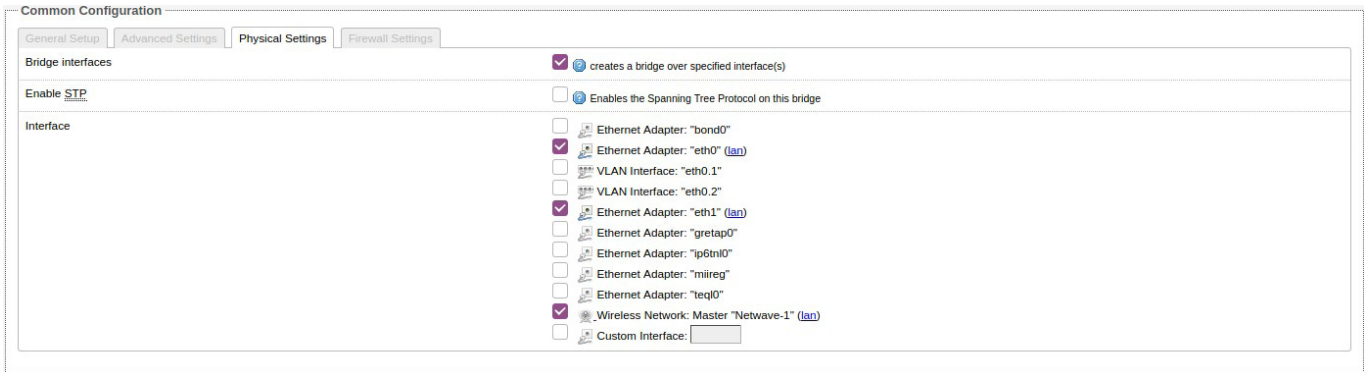 Common Configuration
General Setup Advanced Settings Physical Settings Firewall Settings
Bridge interfaces creates a bridge over specified interface(s)
Enable STP Enables the Spanning Tree Protocol on this bridge
Interface Ethernet Adapter: "bond0"
Ethernet Adapter: "eth0" (lan)
VLAN Interface: "eth0.1"
VLAN Interface: "eth0.2"
Ethernet Adapter: "eth1" (lan)
Ethernet Adapter: "gretap0"
Ethernet Adapter: "ip6tnl0"
Ethernet Adapter: "miireg"
Ethernet Adapter: "teql0"
Wireless Network: Master "Netwave-1" (lan)
Custom Interface: